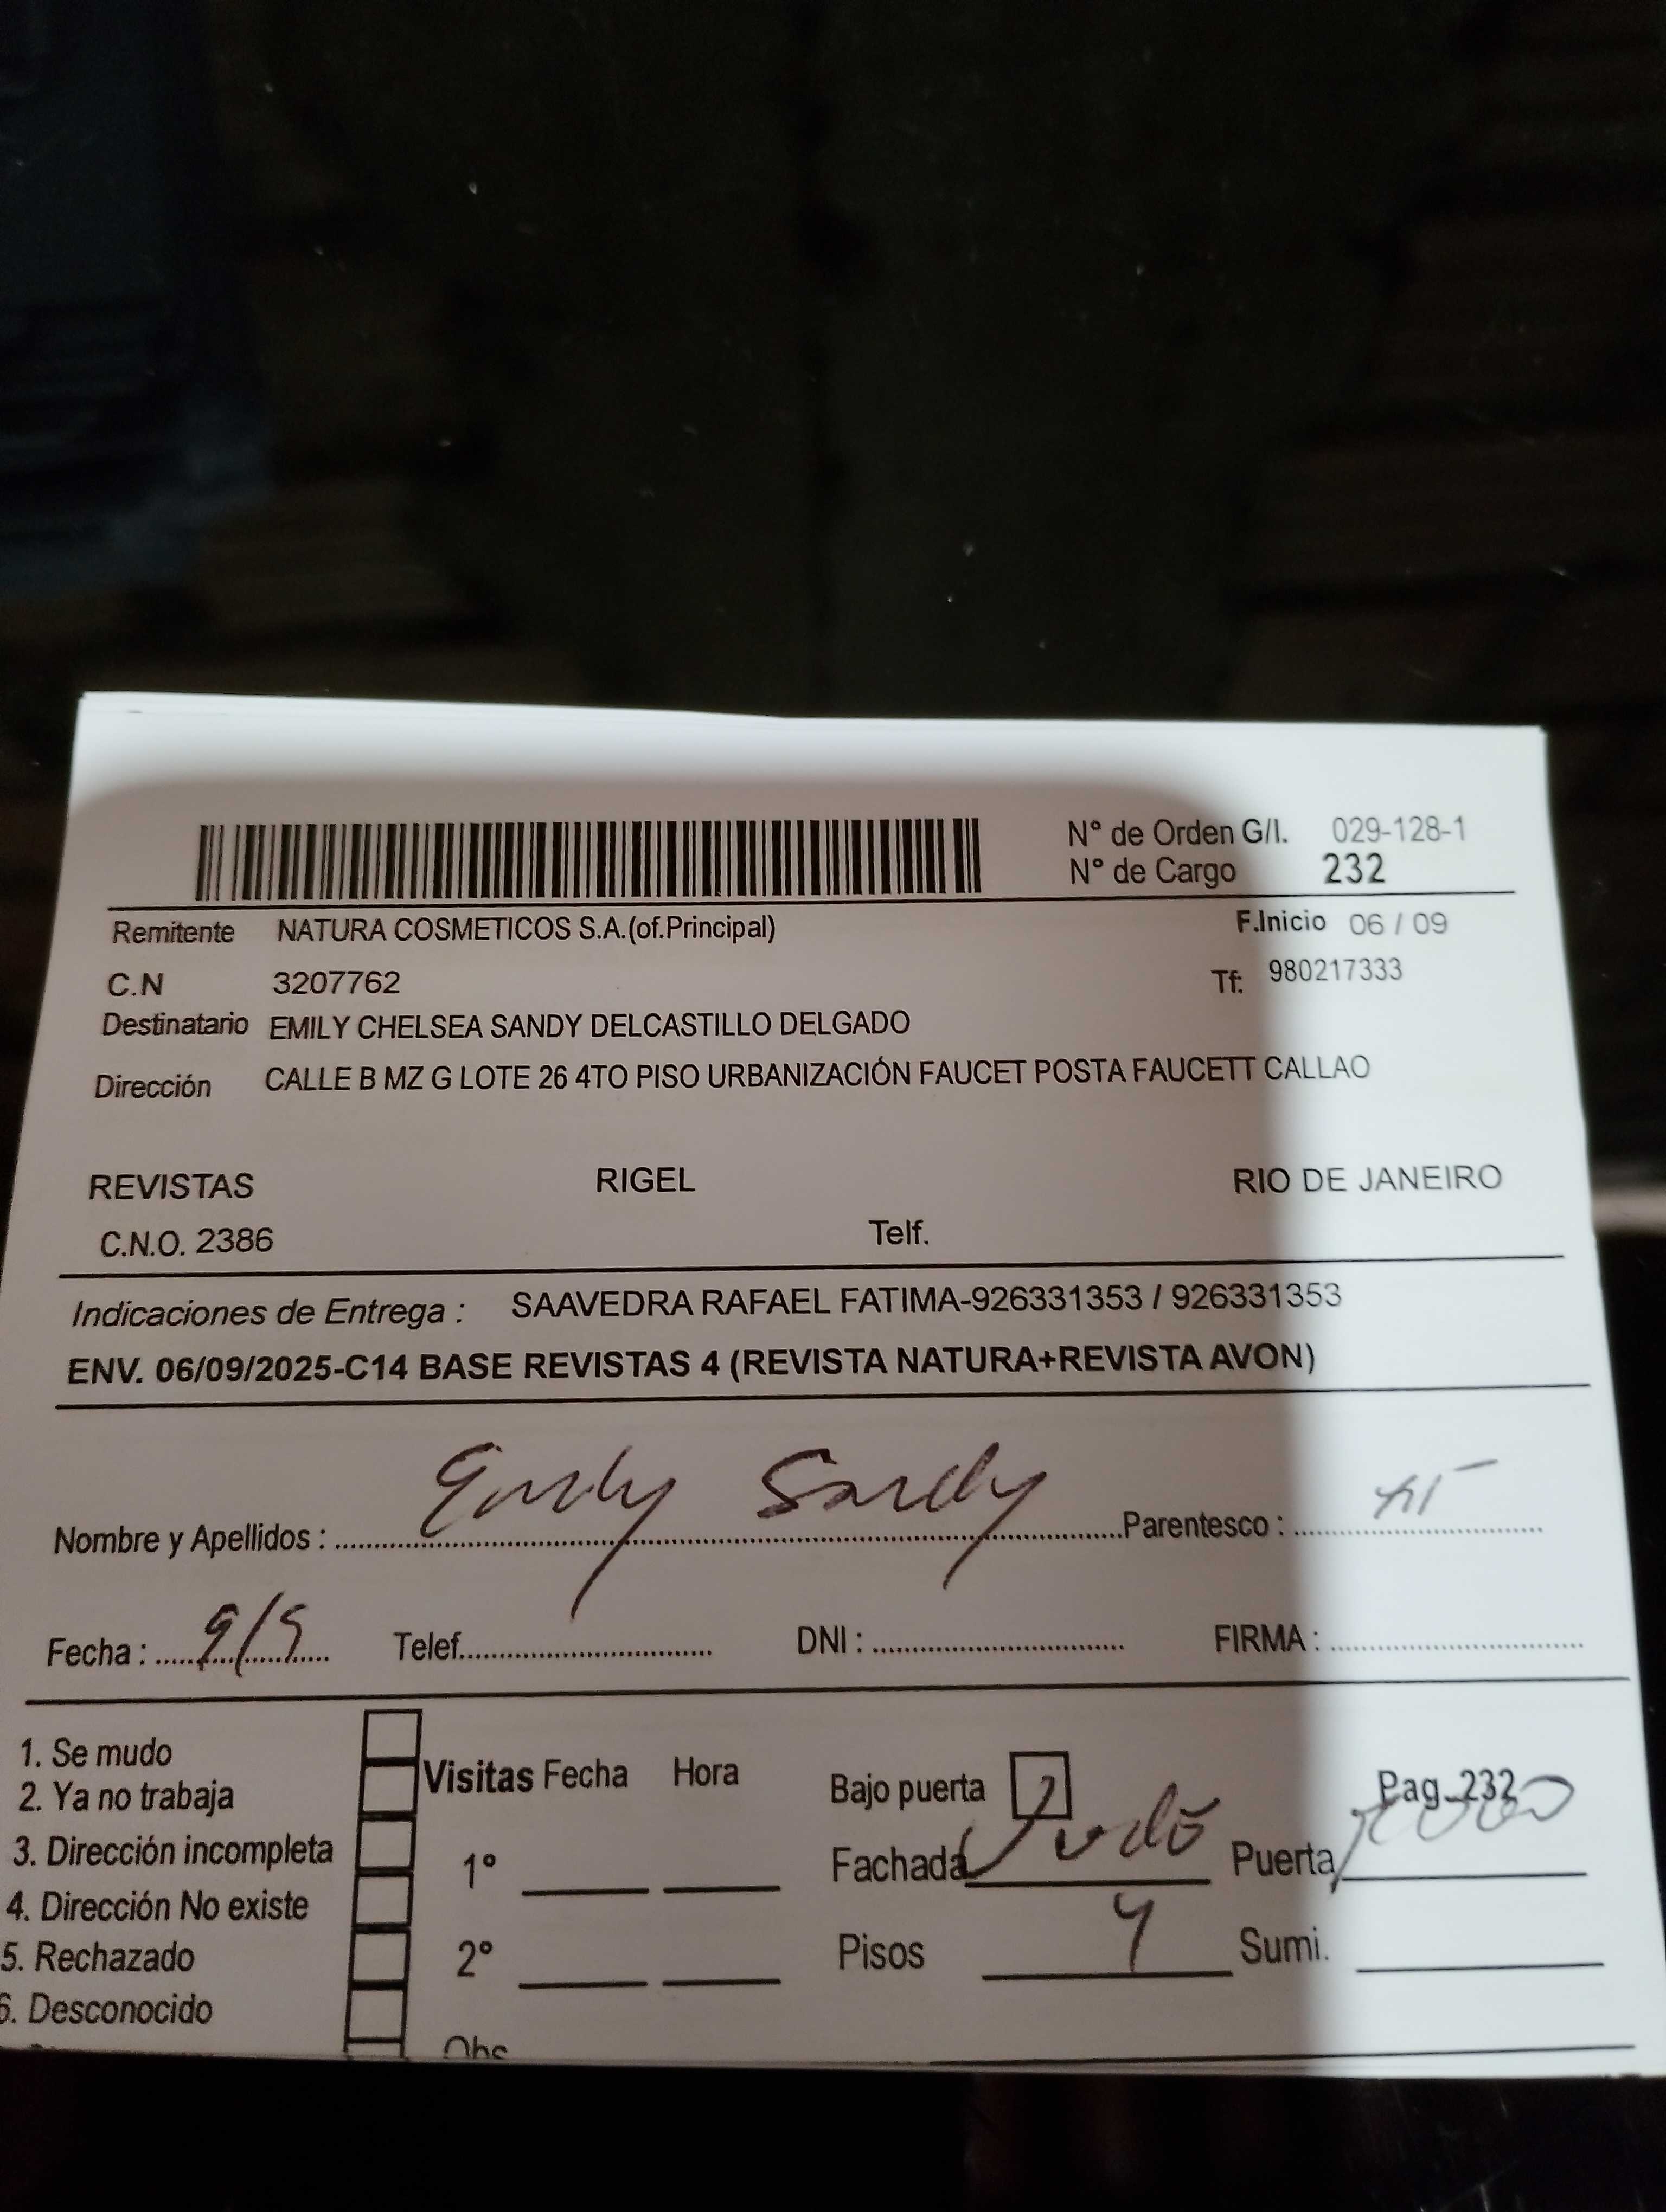 N° de Orden G/I. 029-128-1
N° de Cargo 232
Remitente NATURA COSMETICOS S.A.(of.Principal) F.Inicio 06 / 09
C.N 3207762 Tf: 980217333
Destinatario EMILY CHELSEA SANDY DELCASTILLO DELGADO
Dirección CALLE B MZ G LOTE 26 4TO PISO URBANIZACIÓN FAUCET POSTA FAUCETT CALLAO
REVISTAS RIGEL RIO DE JANEIRO
C.N.O. 2386 Telf.
Indicaciones de Entrega : SAAVEDRA RAFAEL FATIMA-926331353 / 926331353
ENV. 06/09/2025-C14 BASE REVISTAS 4 (REVISTA NATURA+REVISTA AVON)
Nombre y Apellidos : Emily Sandy Parentesco :
Fecha : 9/9 Telef. DNI : FIRMA :
1. Se mudo
2. Ya no trabaja
3. Dirección incompleta
4. Dirección No existe
5. Rechazado
6. Desconocido
Visitas Fecha Hora
1°
2°
Obs
Bajo puerta Pag. 232
Fachada Puerta
Pisos 4 Sumi.